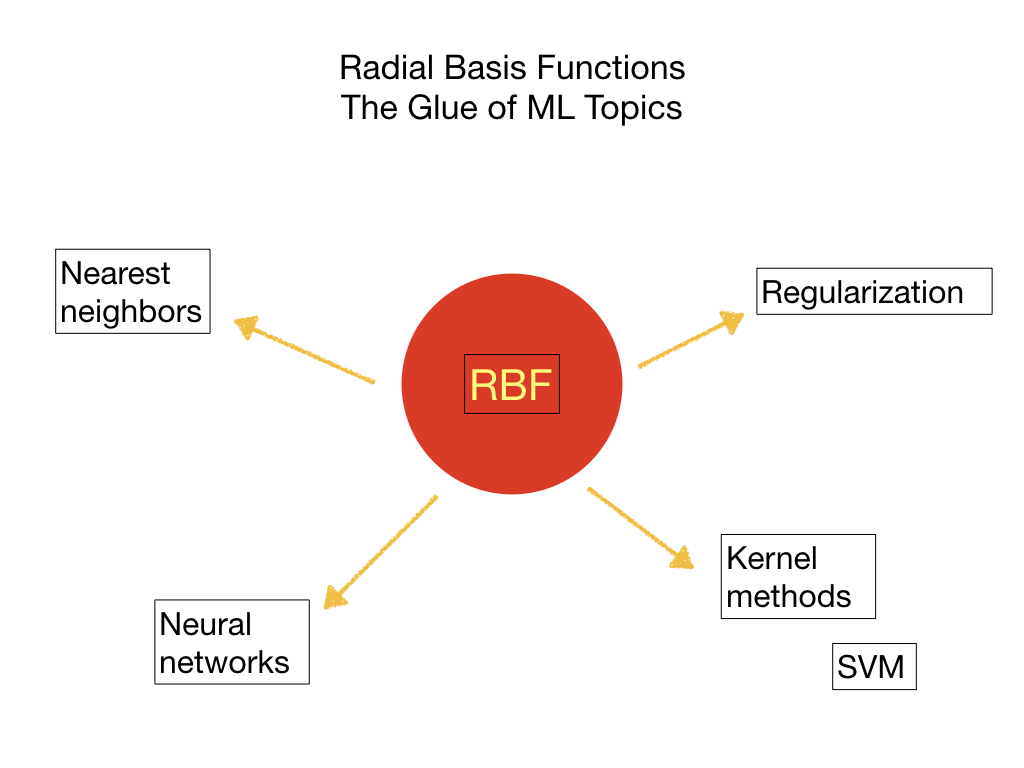 Radial Basis Functions
The Glue of ML Topics
Nearest
neighbors
Regularization
RBF
Kernel
methods
Neural
networks
SVM